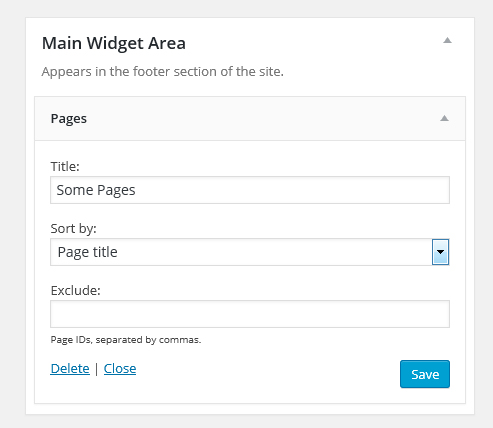 Main Widget Area
Appears in the footer section of the site.
Pages
Title:
Some Pages
Sort by:
Page title
Exclude:
Page IDs, separated by commas.
Delete | Close
Save